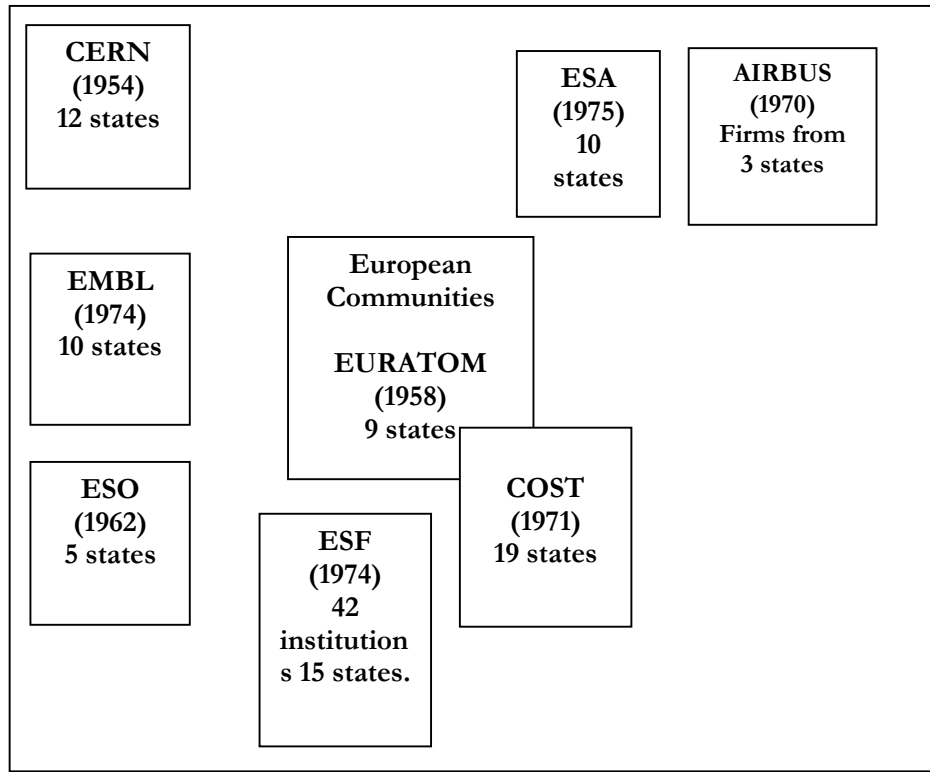 CERN
(1954)
12 states
ESA
(1975)
10
states
AIRBUS
(1970)
Firms from
3 states
EMBL
(1974)
10 states
European
Communities
EURATOM
(1958)
9 states
ESO
(1962)
5 states
ESF
(1974)
42
institution
s 15 states.
COST
(1971)
19 states